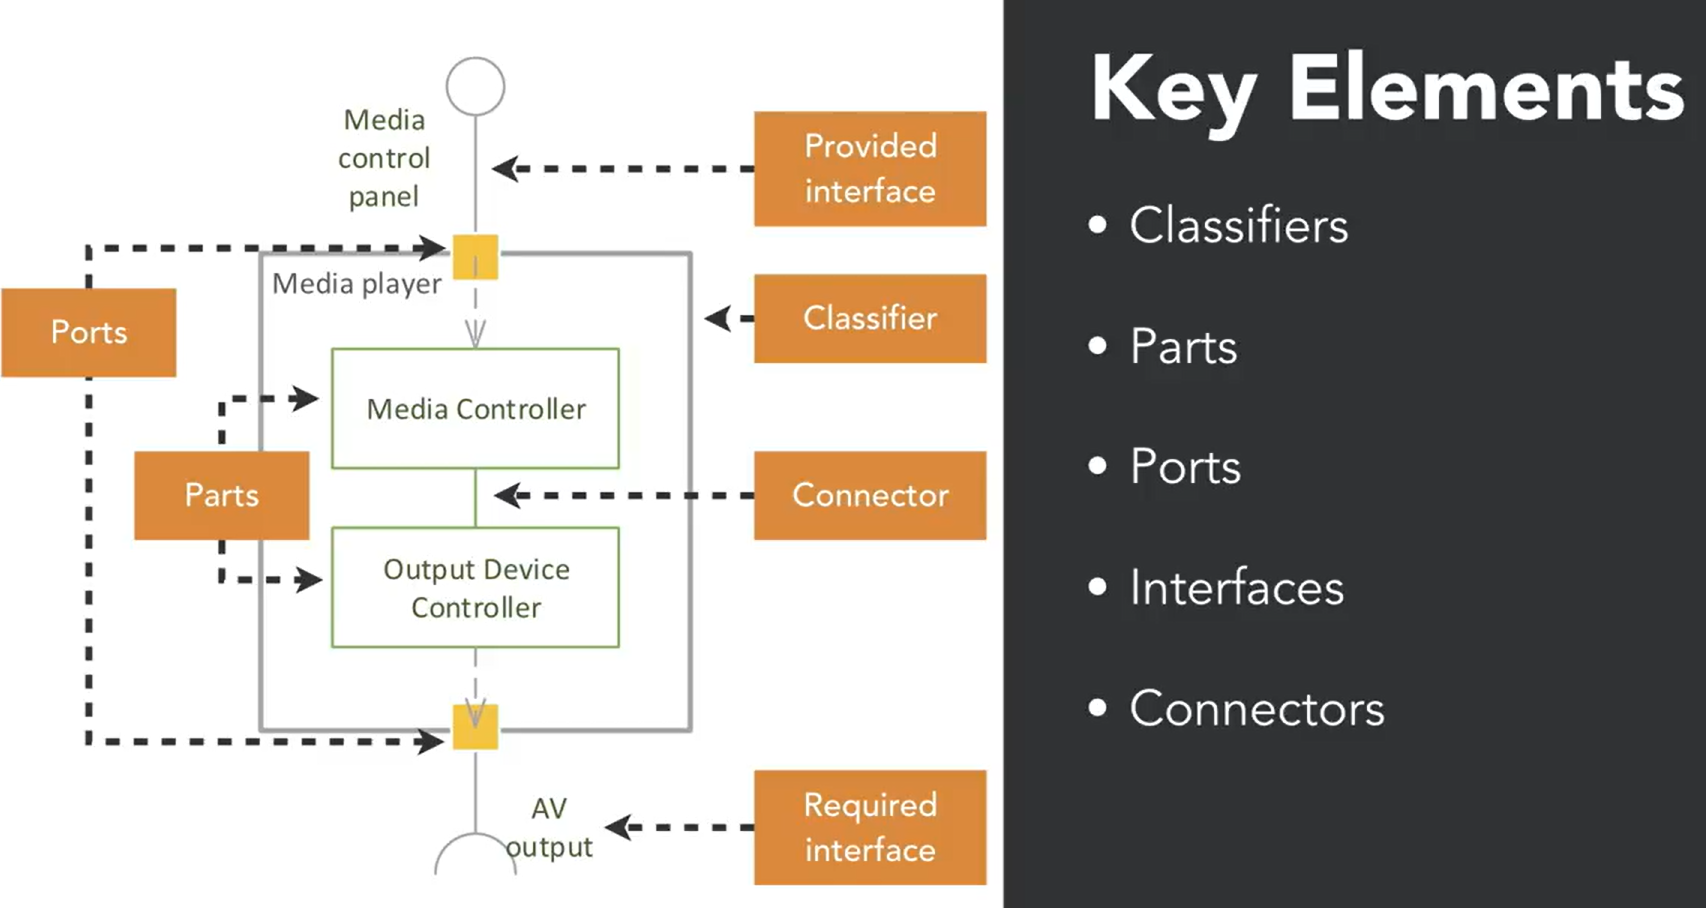 Key Elements
• Classifiers
• Parts
• Ports
• Interfaces
• Connectors
Media
control
panel
Provided
interface
Media player
Ports
Classifier
Media Controller
Parts
Connector
Output Device
Controller
AV
output
Required
interface